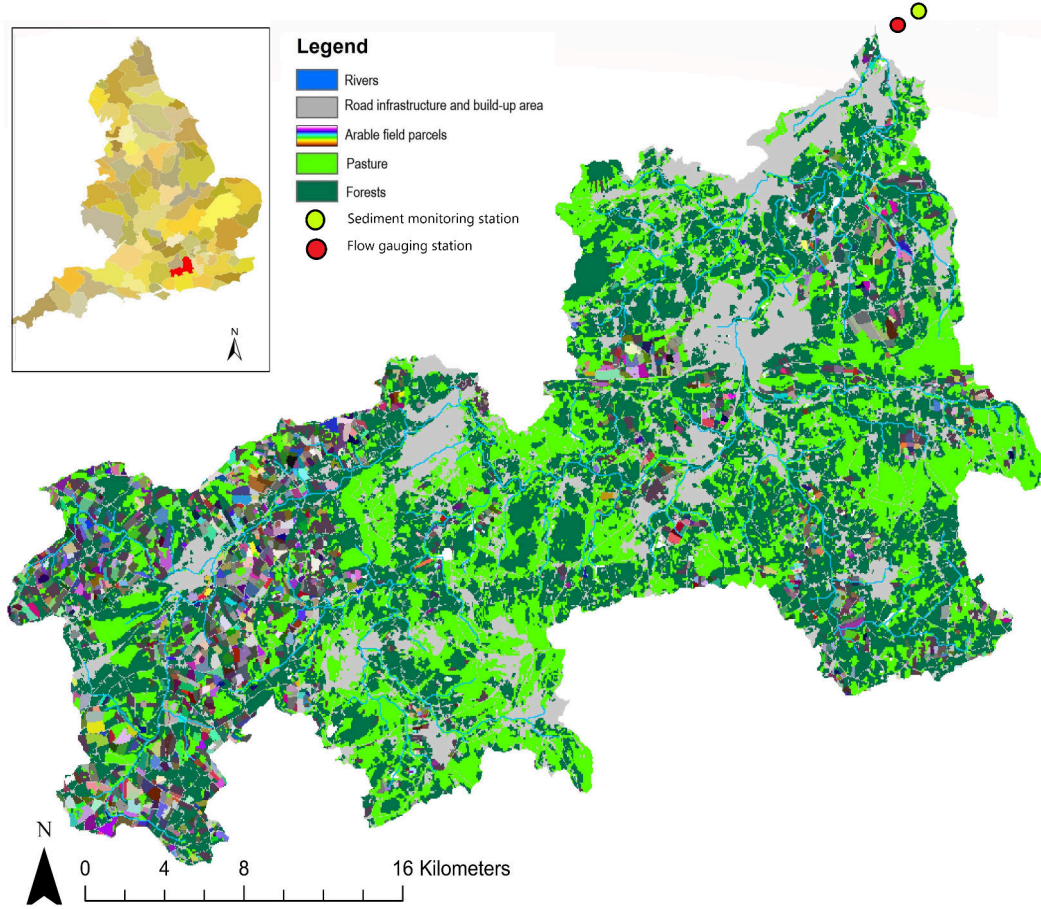 N
Legend
Rivers
Road infrastructure and build-up area
Arable field parcels
Pasture
Forests
Sediment monitoring station
Flow gauging station
N
0 4 8 16 Kilometers